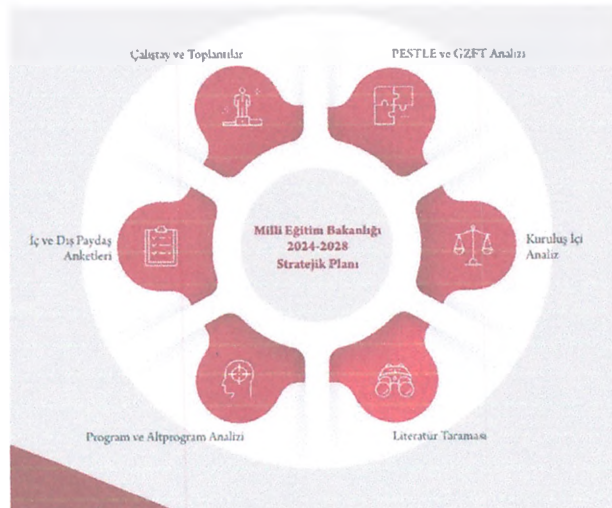 Çalıştay ve Toplantılar
PESTLE ve GZFT Analizi
İç ve Dış Paydaş
Anketleri
Milli Eğitim Bakanlığı
2024-2028
Stratejik Planı
Kuruluş İçi
Analiz
Program ve Altprogram Analizi
Literatür Taraması